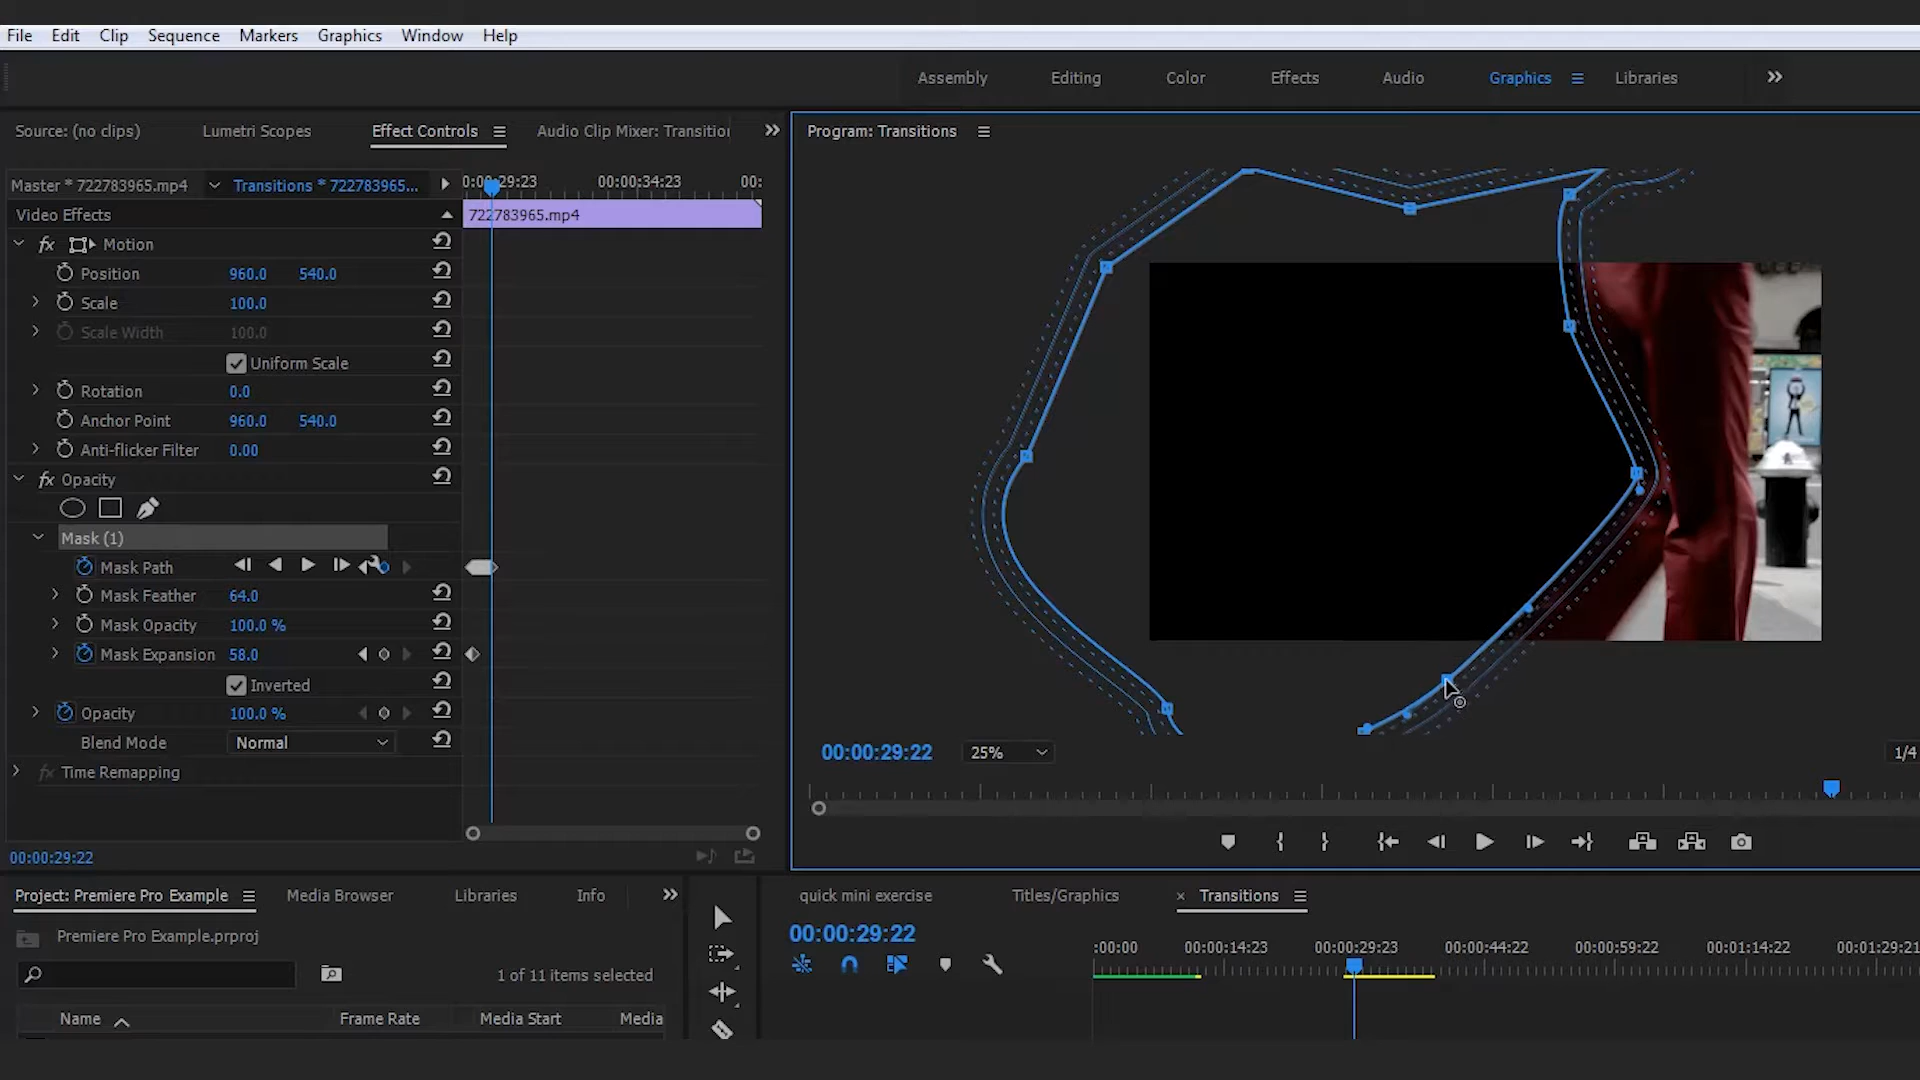 File Edit Clip Sequence Markers Graphics Window Help
Assembly Editing Color Effects Audio Graphics Libraries
Source: (no clips) Lumetri Scopes Effect Controls Audio Clip Mixer: Transition
Program: Transitions
Master * 722783965.mp4 Transitions * 722783965...
00:00:34:23 00:
Video Effects
722783965.mp4
Motion
Position 960.0 540.0
Scale 100.0
Scale Width 100.0
Uniform Scale
Rotation 0.0
Anchor Point 960.0 540.0
Anti-flicker Filter 0.00
Opacity
Mask (1)
Mask Path
Mask Feather 64.0
Mask Opacity 100.0 %
Mask Expansion 58.0
Inverted
Opacity 100.0 %
Blend Mode Normal
Time Remapping
00:00:29:22
00:00:29:22 25% 1/4
Project: Premiere Pro Example Media Browser Libraries Info
Premiere Pro Example.prproj
1 of 11 items selected
Name Frame Rate Media Start Media
quick mini exercise Titles/Graphics × Transitions
00:00:29:22
:00:00 00:00:14:23 00:00:29:23 00:00:44:22 00:00:59:22 00:01:14:22 00:01:29:21